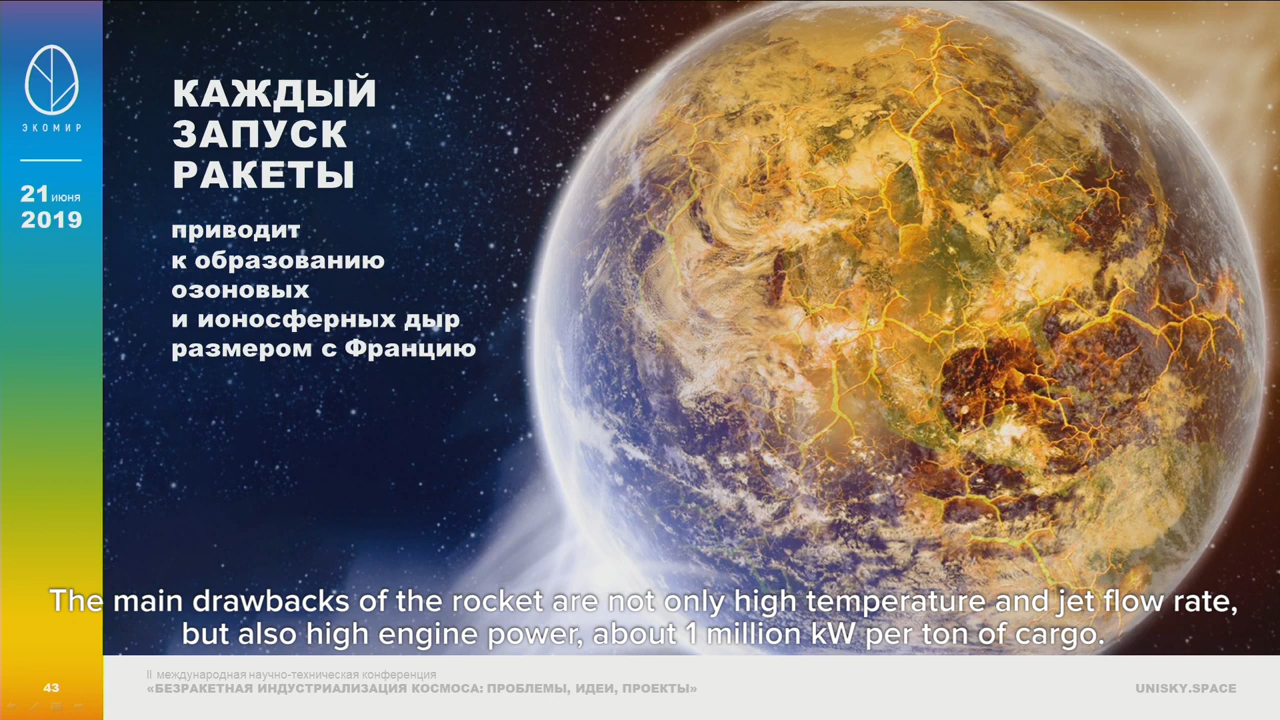 ЭКОМИР
21 июня
2019
КАЖДЫЙ
ЗАПУСК
РАКЕТЫ
приводит
к образованию
озоновых
и ионосферных дыр
размером с Францию
The main drawbacks of the rocket are not only high temperature and jet flow rate,
but also high engine power, about 1 million kW per ton of cargo.
43
II международная научно-техническая конференция
«БЕЗРАКЕТНАЯ ИНДУСТРИАЛИЗАЦИЯ КОСМОСА: ПРОБЛЕМЫ, ИДЕИ, ПРОЕКТЫ»
UNISKY.SPACE